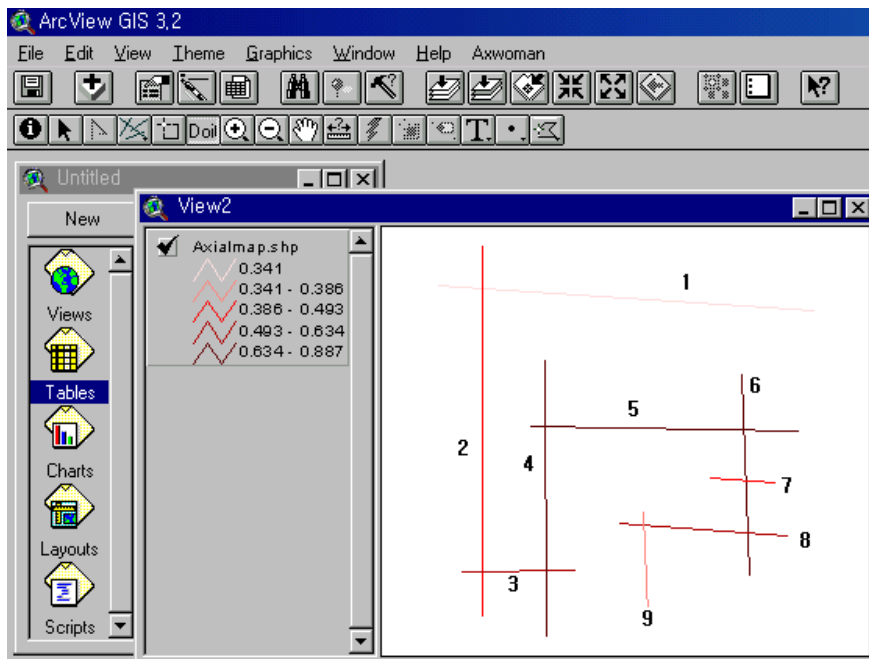 ArcView GIS 3,2
File Edit View Theme Graphics Window Help Axwoman
Doil
Untitled
New
Views
Tables
Charts
Layouts
Scripts
View2
Axialmap.shp
0.341
0.341 - 0.386
0.386 - 0.493
0.493 - 0.634
0.634 - 0.887
1
2
3
4
5
6
7
8
9